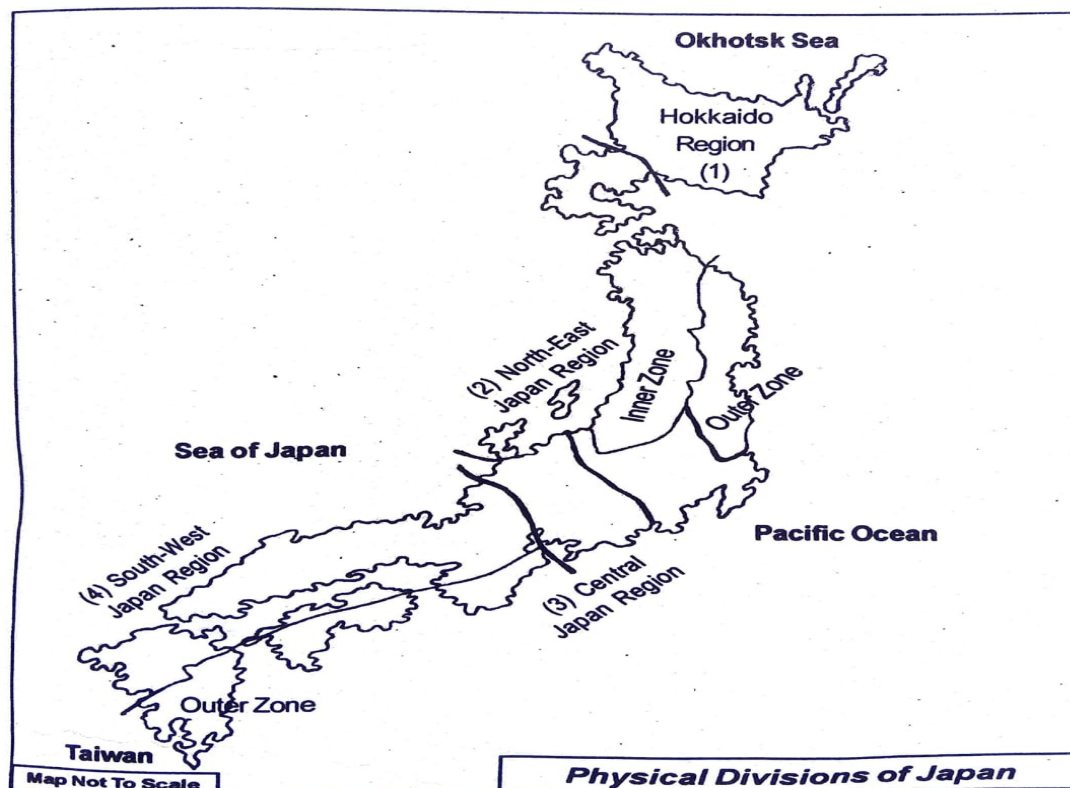 Okhotsk Sea
Hokkaido
Region
(1)
(2) North-East
Japan Region
Inner Zone
Outer Zone
Sea of Japan
Pacific Ocean
(4) South-West
Japan Region
(3) Central
Japan Region
Outer Zone
Taiwan
Map Not To Scale
Physical Divisions of Japan